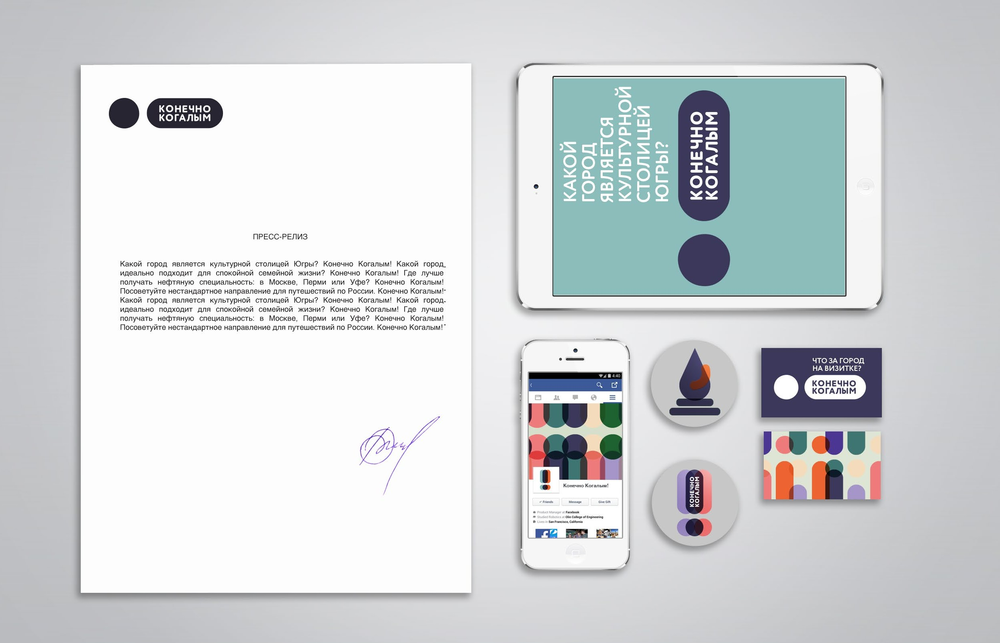 КОНЕЧНО
КОГАЛЫМ
ПРЕСС-РЕЛИЗ
Какой город является культурной столицей Югры? Конечно Когалым! Какой город
идеально подходит для спокойной семейной жизни? Конечно Когалым! Где лучше
получать нефтяную специальность: в Москве, Перми или Уфе? Конечно Когалым!
Посоветуйте нестандартное направление для путешествий по России. Конечно Когалым!
Какой город является культурной столицей Югры? Конечно Когалым! Какой город
идеально подходит для спокойной семейной жизни? Конечно Когалым! Где лучше
получать нефтяную специальность: в Москве, Перми или Уфе? Конечно Когалым!
Посоветуйте нестандартное направление для путешествий по России. Конечно Когалым!
КАКОЙ
ГОРОД
ЯВЛЯЕТСЯ
КУЛЬТУРНОЙ
СТОЛИЦЕЙ
ЮГРЫ?
КОНЕЧНО
КОГАЛЫМ
4:40
Конечно Когалым!
✓ Friends Message Give Gift
Product Manager at Facebook
Studied Robotics at Olin College of Engineering
Lives in San Francisco, California
КОНЕЧНО
КОГАЛЫМ
ЧТО ЗА ГОРОД
НА ВИЗИТКЕ?
КОНЕЧНО
КОГАЛЫМ